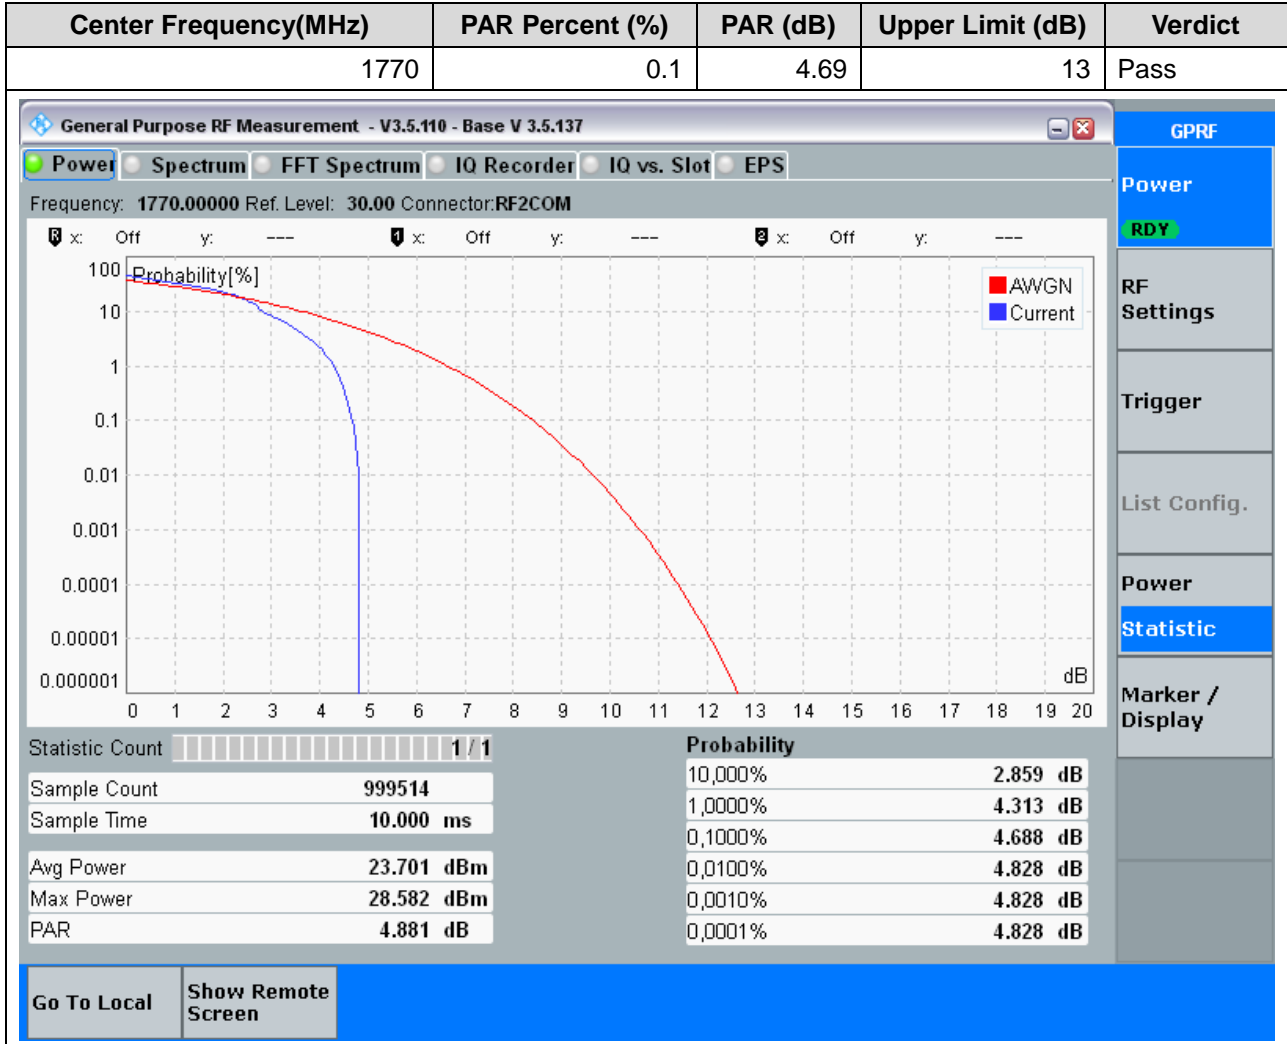 Center Frequency(MHz) PAR Percent (%) PAR (dB) Upper Limit (dB) Verdict
1770 0.1 4.69 13 Pass
General Purpose RF Measurement - V3.5.110 - Base V 3.5.137
GPRF
Power Spectrum FFT Spectrum IQ Recorder IQ vs. Slot EPS
Frequency: 1770.00000 Ref. Level: 30.00 Connector:RF2COM
R x: Off y: --- 1 x: Off y: --- 2 x: Off y: ---
Probability[%]
AWGN
Current
100
10
1
0.1
0.01
0.001
0.0001
0.00001
0.000001
dB
0 1 2 3 4 5 6 7 8 9 10 11 12 13 14 15 16 17 18 19 20
Statistic Count 1 / 1
Sample Count 999514
Sample Time 10.000 ms
Avg Power 23.701 dBm
Max Power 28.582 dBm
PAR 4.881 dB
Probability
10,000% 2.859 dB
1,0000% 4.313 dB
0,1000% 4.688 dB
0,0100% 4.828 dB
0,0010% 4.828 dB
0,0001% 4.828 dB
Power
RDY
RF
Settings
Trigger
List Config.
Power
Statistic
Marker /
Display
Go To Local
Show Remote
Screen